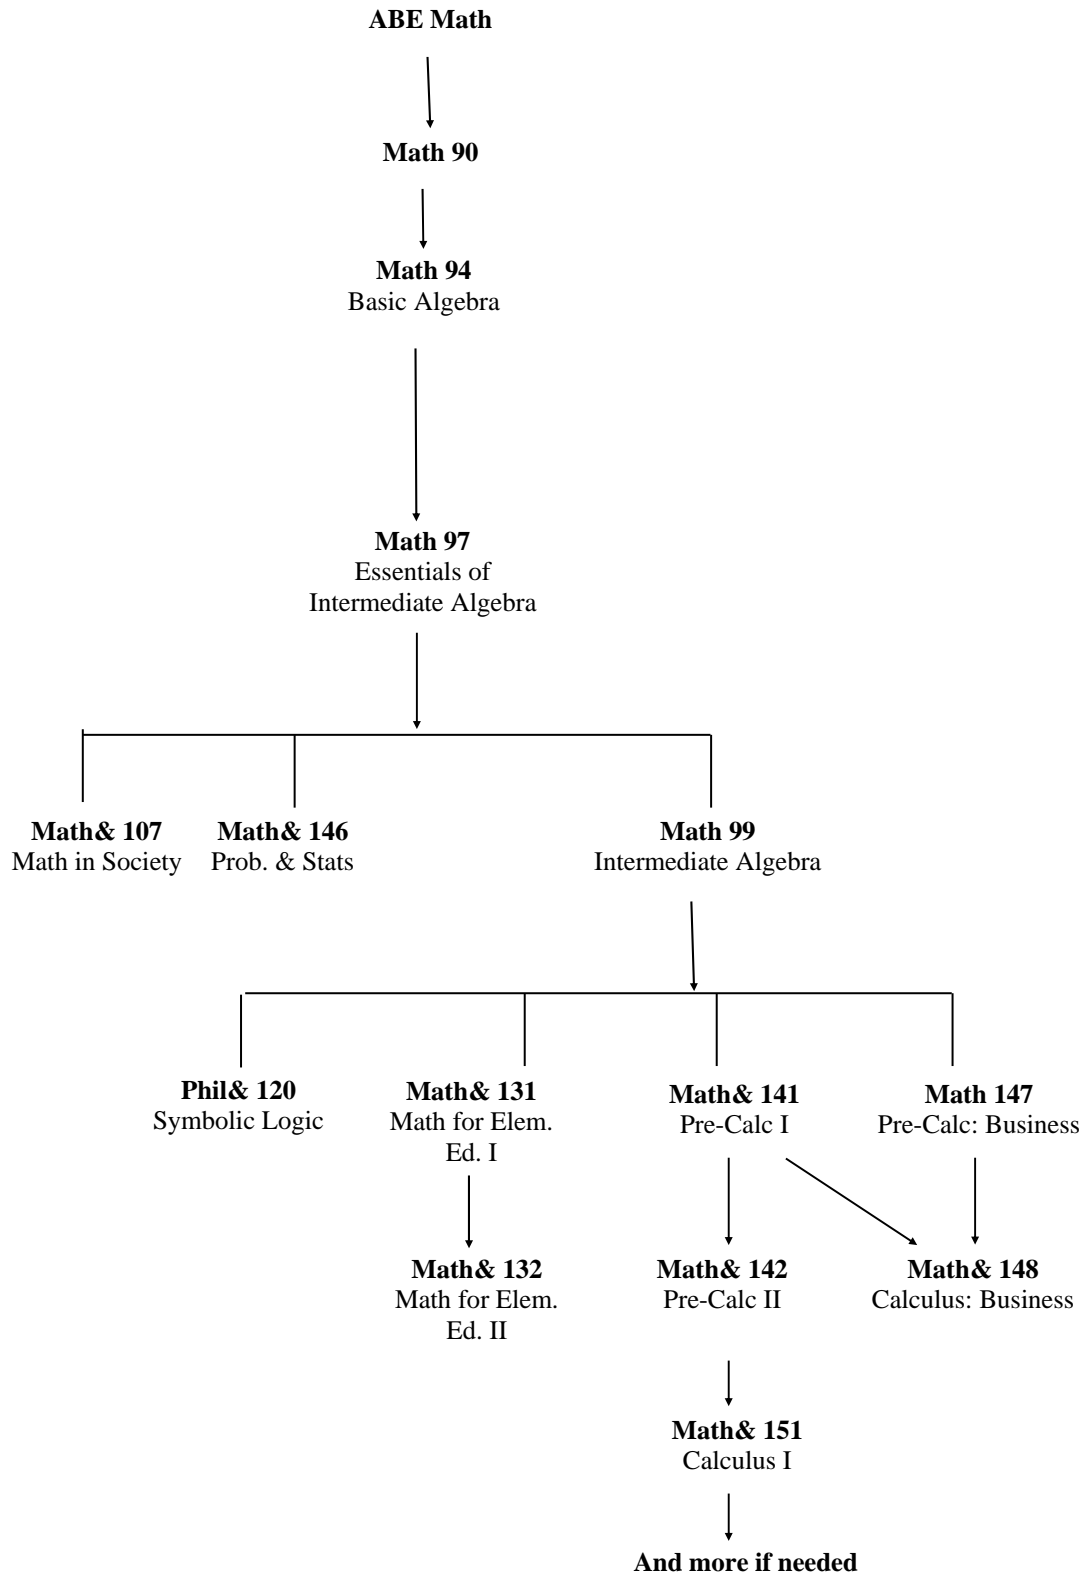 ABE Math
Math 90
Math 94
Basic Algebra
Math 97
Essentials of
Intermediate Algebra
Math& 107
Math in Society
Math& 146
Prob. & Stats
Math 99
Intermediate Algebra
Phil& 120
Symbolic Logic
Math& 131
Math for Elem.
Ed. I
Math& 141
Pre-Calc I
Math 147
Pre-Calc: Business
Math& 132
Math for Elem.
Ed. II
Math& 142
Pre-Calc II
Math& 148
Calculus: Business
Math& 151
Calculus I
And more if needed